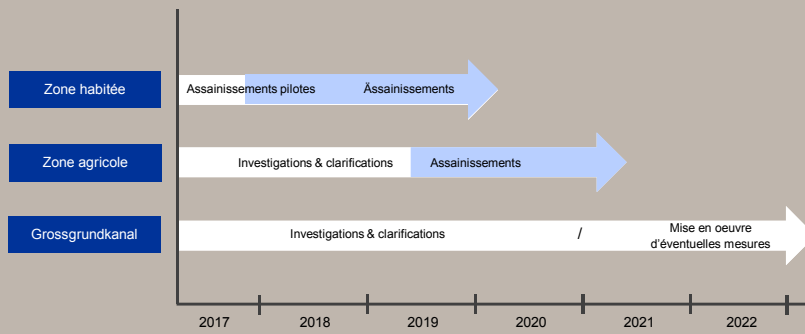 Zone habitée
Assainissements pilotes
Ässainissements
Zone agricole
Investigations & clarifications
Assainissements
Grossgrundkanal
Investigations & clarifications
/
Mise en oeuvre
d'éventuelles mesures
2017
2018
2019
2020
2021
2022